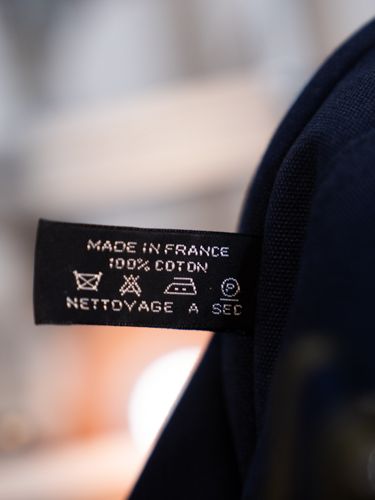 MADE IN FRANCE
100% COTON
P
NETTOYAGE A SEC